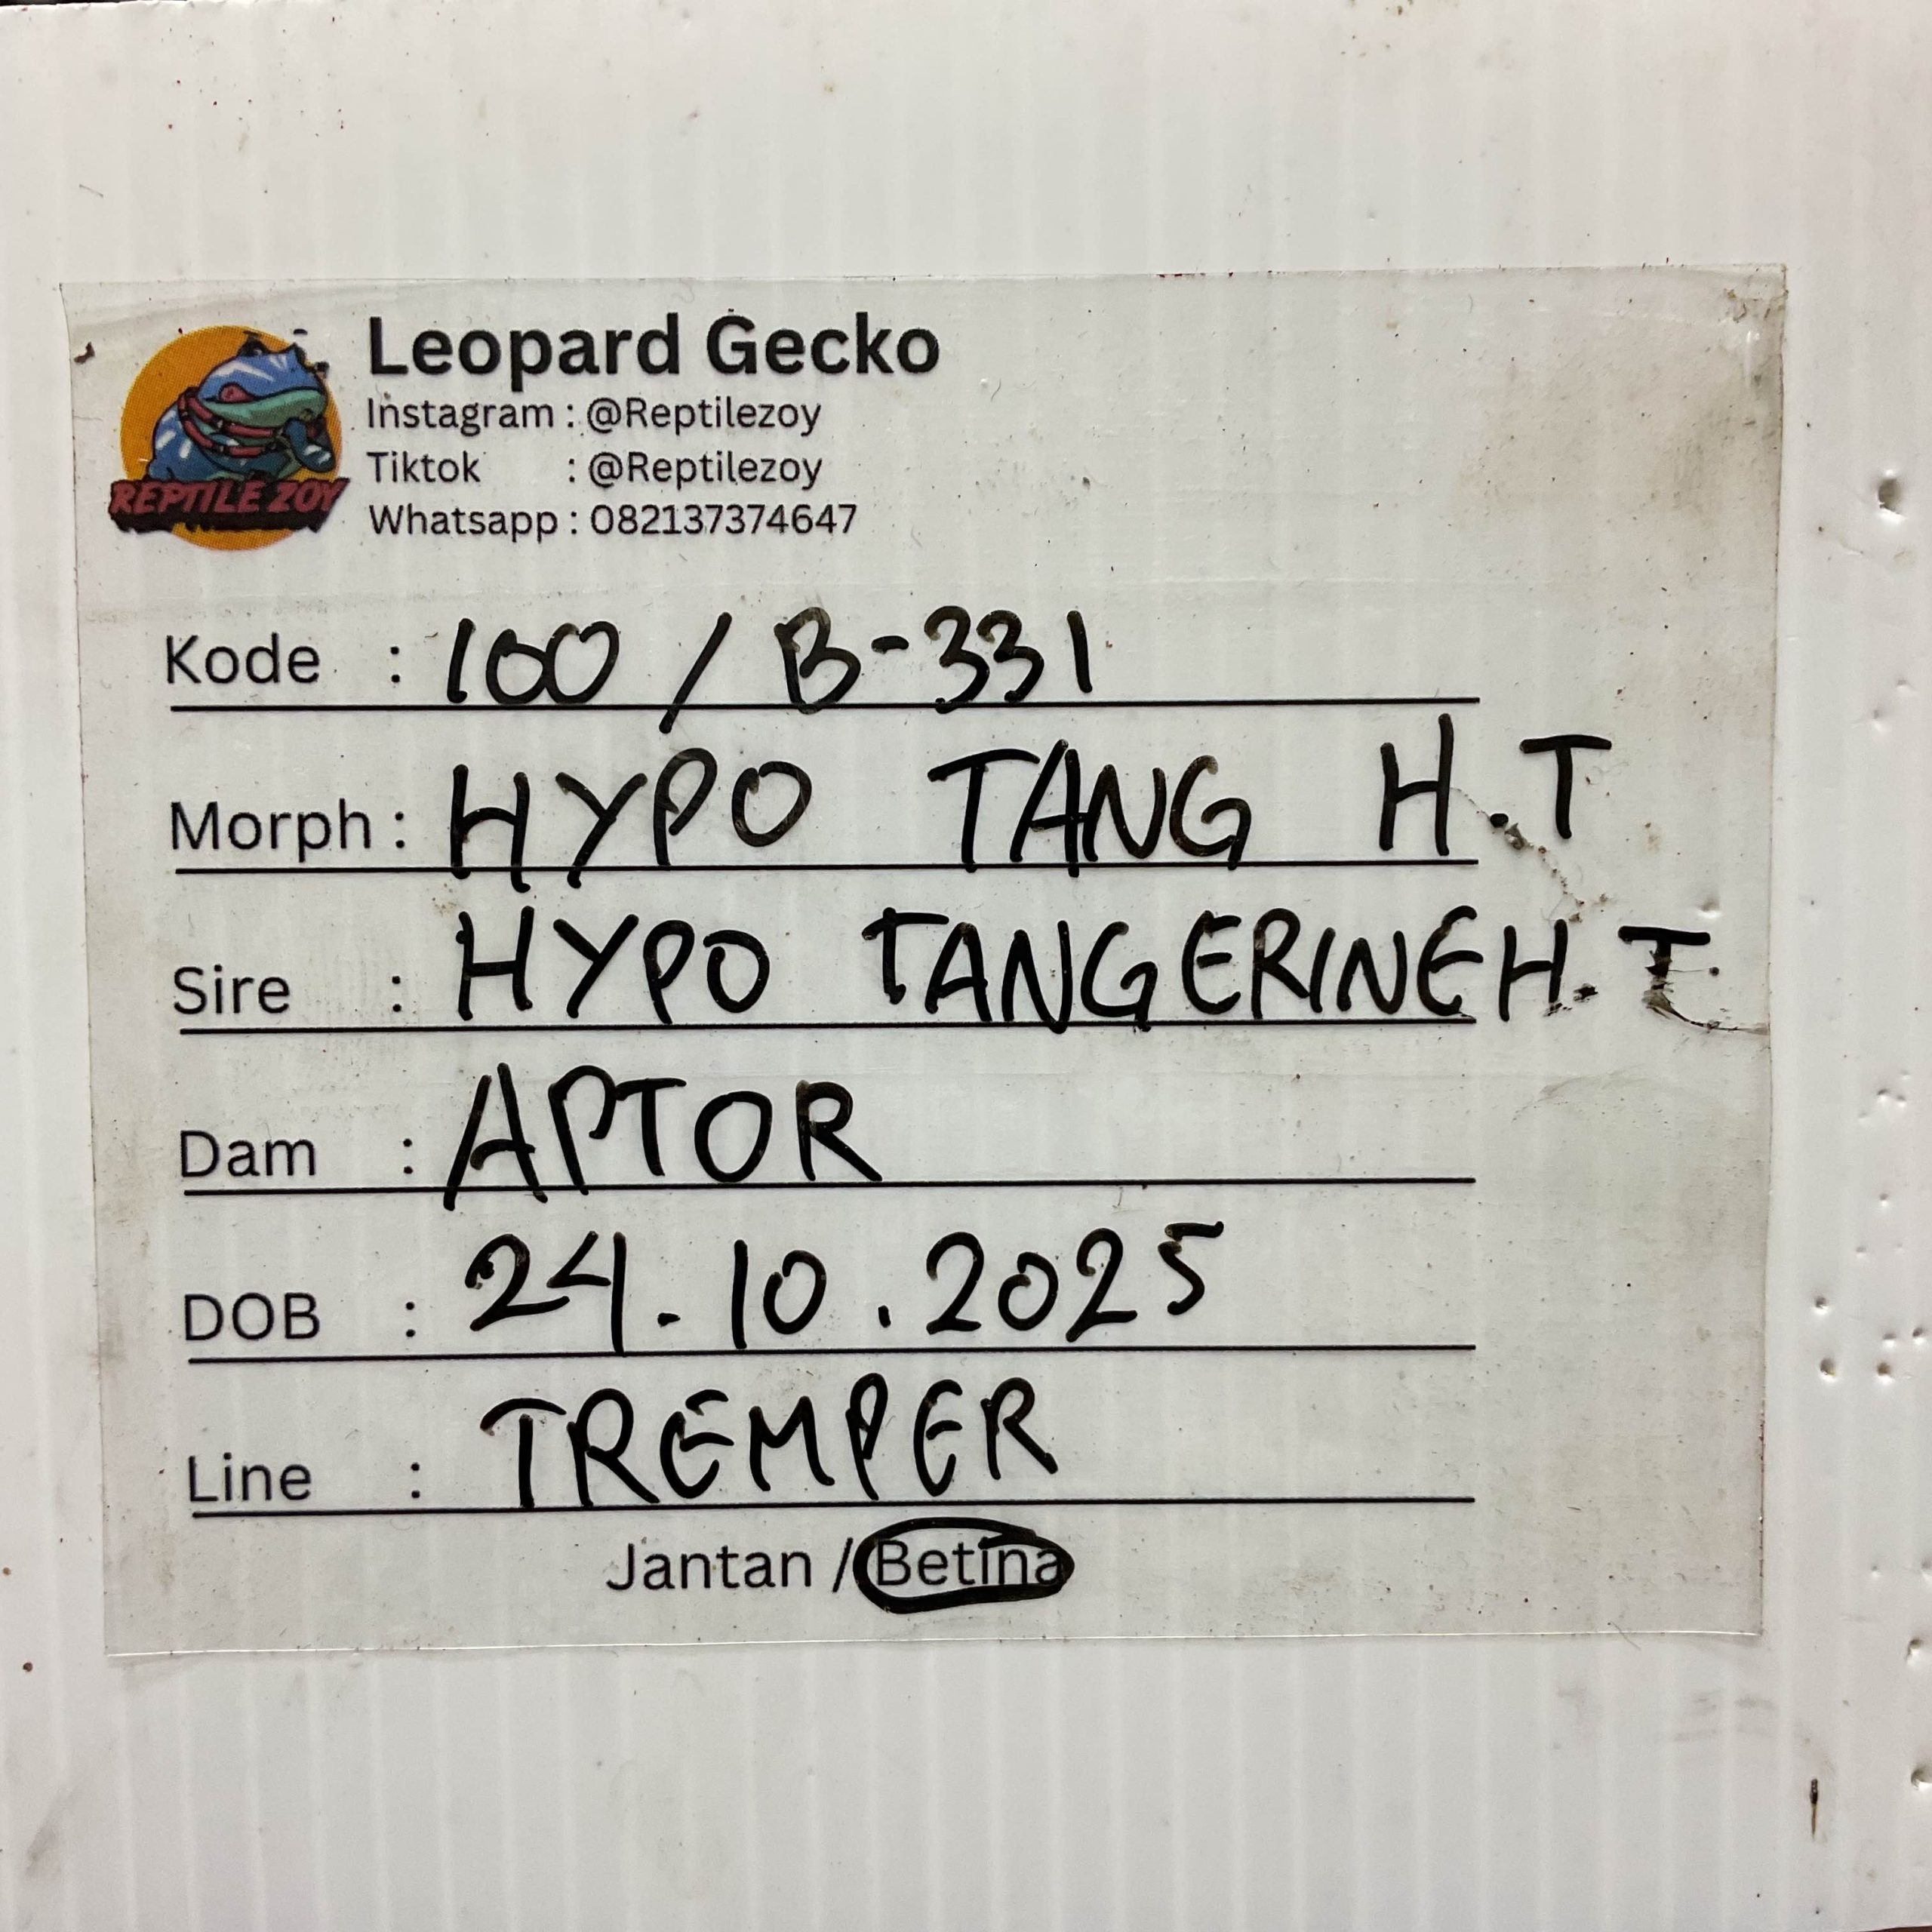 REPTILE ZOY
Leopard Gecko
Instagram : @Reptilezoy
Tiktok : @Reptilezoy
Whatsapp : 082137374647
Kode : 100 / B-331
Morph : HYPO TANG H.T
Sire : HYPO TANGERINE H.T
Dam : APTOR
DOB : 24.10.2025
Line : TREMPER
Jantan / Betina